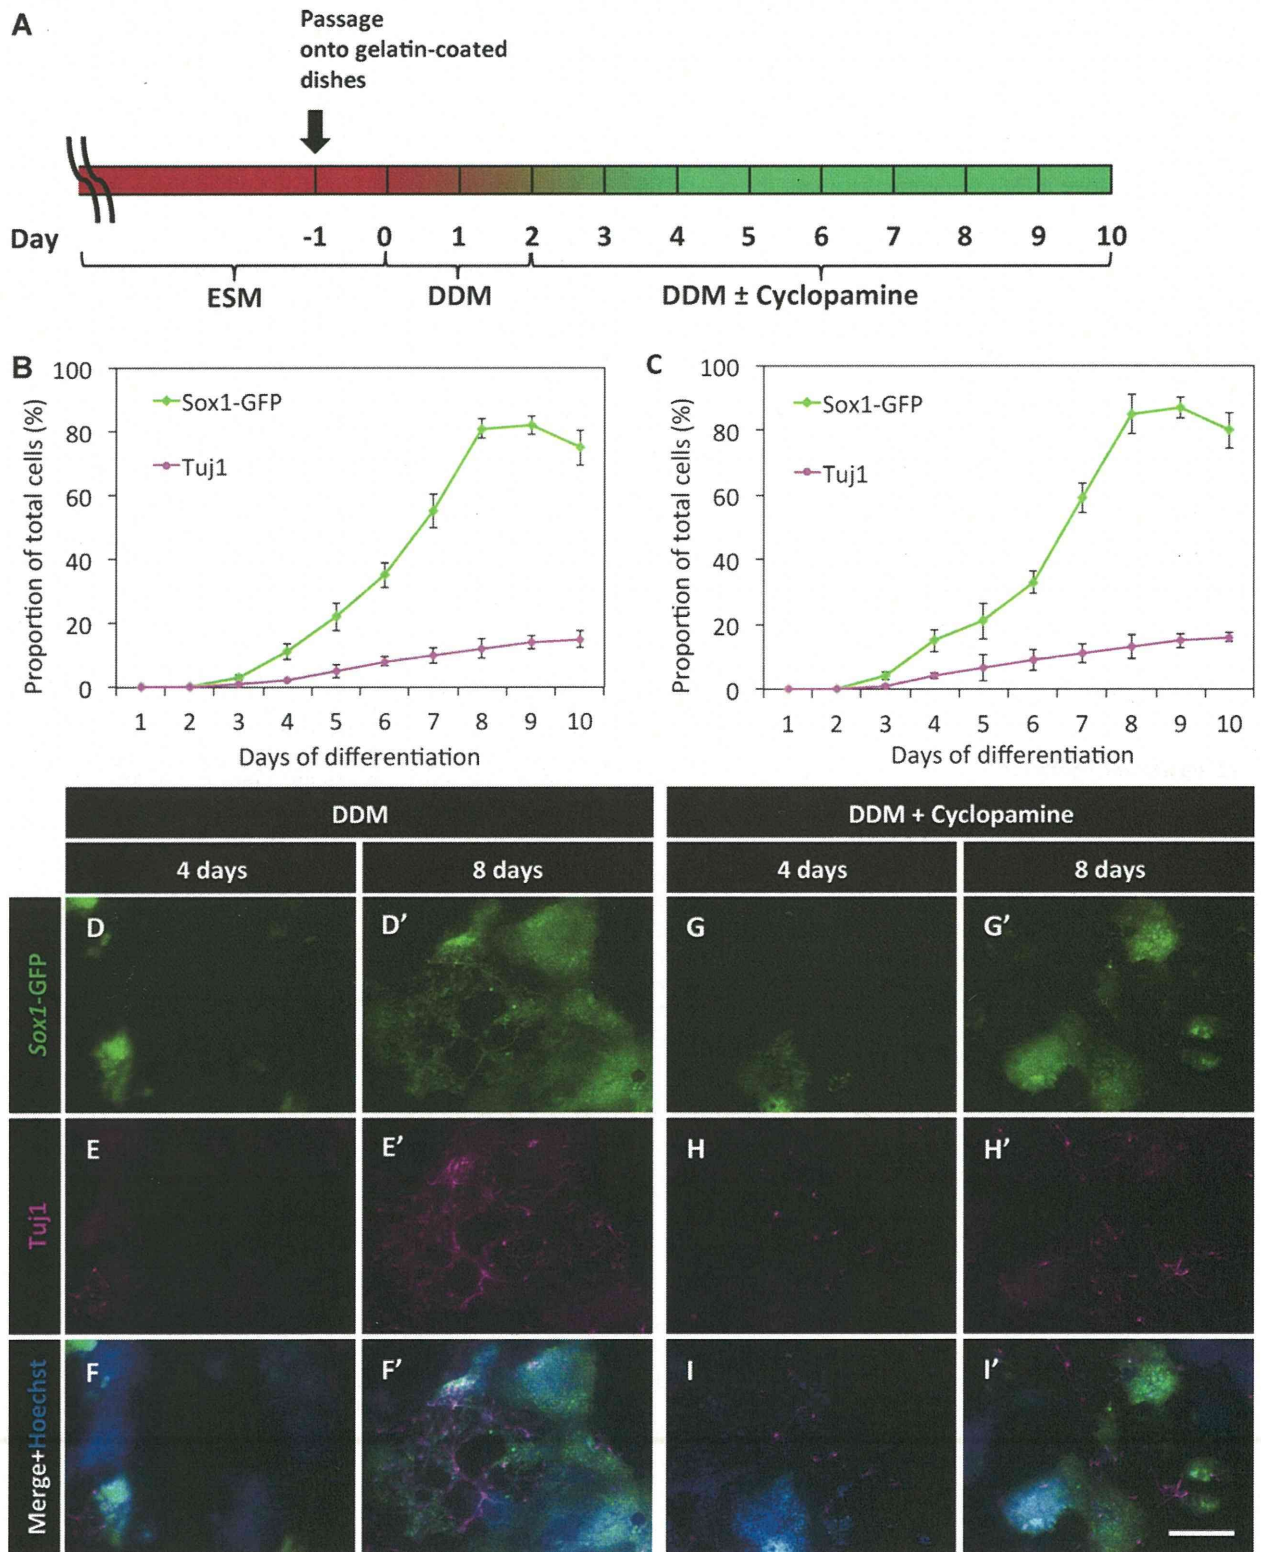 A
Passage
onto gelatin-coated
dishes
Day -1 0 1 2 3 4 5 6 7 8 9 10
ESM DDM DDM ± Cyclopamine
B
100
80
60
40
20
0
Proportion of total cells (%)
Sox1-GFP
Tuj1
1 2 3 4 5 6 7 8 9 10
Days of differentiation
C
100
80
60
40
20
0
Proportion of total cells (%)
Sox1-GFP
Tuj1
1 2 3 4 5 6 7 8 9 10
Days of differentiation
DDM DDM + Cyclopamine
4 days 8 days 4 days 8 days
Sox1-GFP
D D' G G'
Tuj1
E E' H H'
Merge+Hoechst
F F' I I'